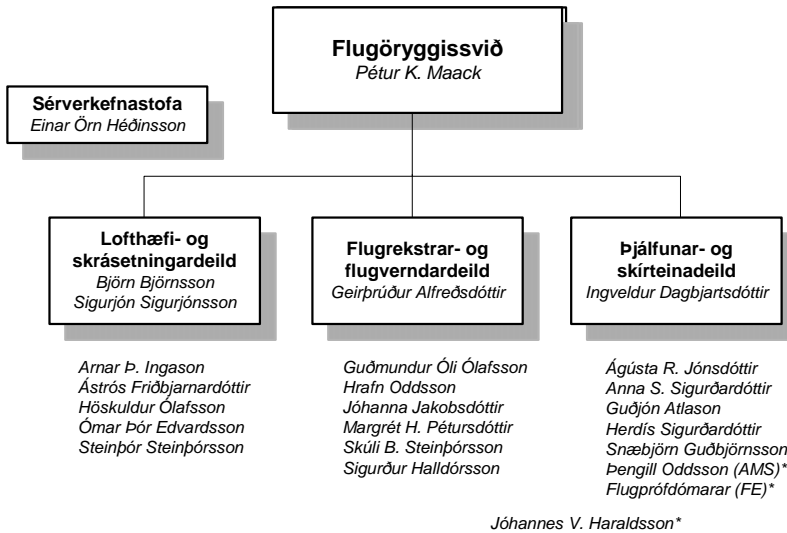 Flugöryggissvið
Pétur K. Maack
Sérverkefnastofa
Einar Örn Héðinsson
Lofthæfi- og
skrásetningardeild
Björn Björnsson
Sigurjón Sigurjónsson
Flugrekstrar- og
flugverndardeild
Geirþrúður Alfreðsdóttir
Þjálfunar- og
skírteinadeild
Ingveldur Dagbjartsdóttir
Arnar Þ. Ingason
Ástrós Friðbjarnardóttir
Höskuldur Ólafsson
Ómar Þór Edvardsson
Steinþór Steinþórsson
Guðmundur Óli Ólafsson
Hrafn Oddsson
Jóhanna Jakobsdóttir
Margrét H. Pétursdóttir
Skúli B. Steinþórsson
Sigurður Halldórsson
Ágústa R. Jónsdóttir
Anna S. Sigurðardóttir
Guðjón Atlason
Herdís Sigurðardóttir
Snæbjörn Guðbjörnsson
Þengill Oddsson (AMS)*
Flugprófdómarar (FE)*
Jóhannes V. Haraldsson*